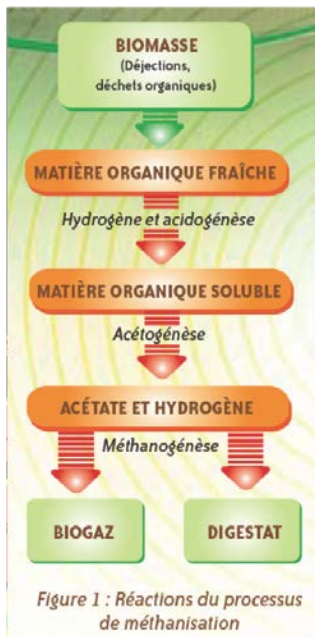 BIOMASSE
(Déjections,
déchets organiques)
MATIÈRE ORGANIQUE FRAÎCHE
Hydrogène et acidogénèse
MATIÈRE ORGANIQUE SOLUBLE
Acétogénèse
ACÉTATE ET HYDROGÈNE
Méthanogénèse
BIOGAZ
DIGESTAT
Figure 1 : Réactions du processus
de méthanisation